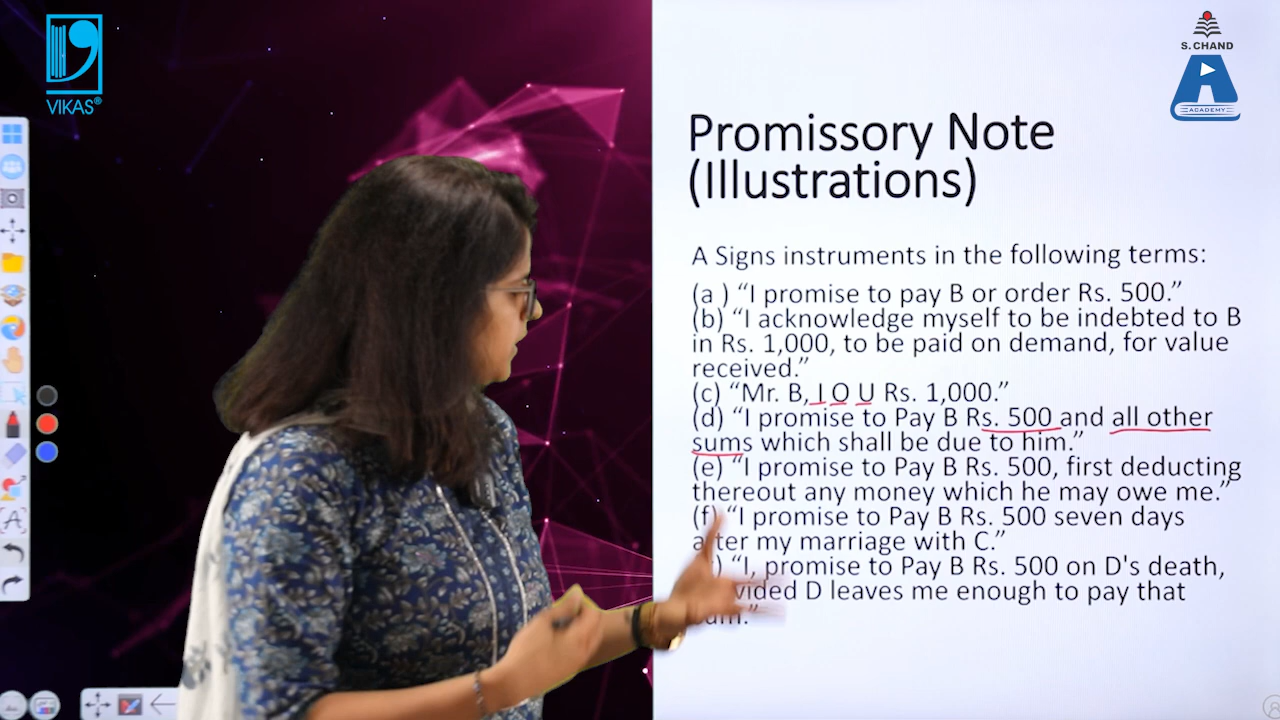 VIKAS®
S. CHAND
ACADEMY
Promissory Note
(Illustrations)
A Signs instruments in the following terms:
(a ) “I promise to pay B or order Rs. 500.”
(b) “I acknowledge myself to be indebted to B
in Rs. 1,000, to be paid on demand, for value
received.”
(c) “Mr. B, I O U Rs. 1,000.”
(d) “I promise to Pay B Rs. 500 and all other
sums which shall be due to him.”
(e) “I promise to Pay B Rs. 500, first deducting
thereout any money which he may owe me.”
(f) “I promise to Pay B Rs. 500 seven days
after my marriage with C.”
“I, promise to Pay B Rs. 500 on D's death,
D leaves me enough to pay that